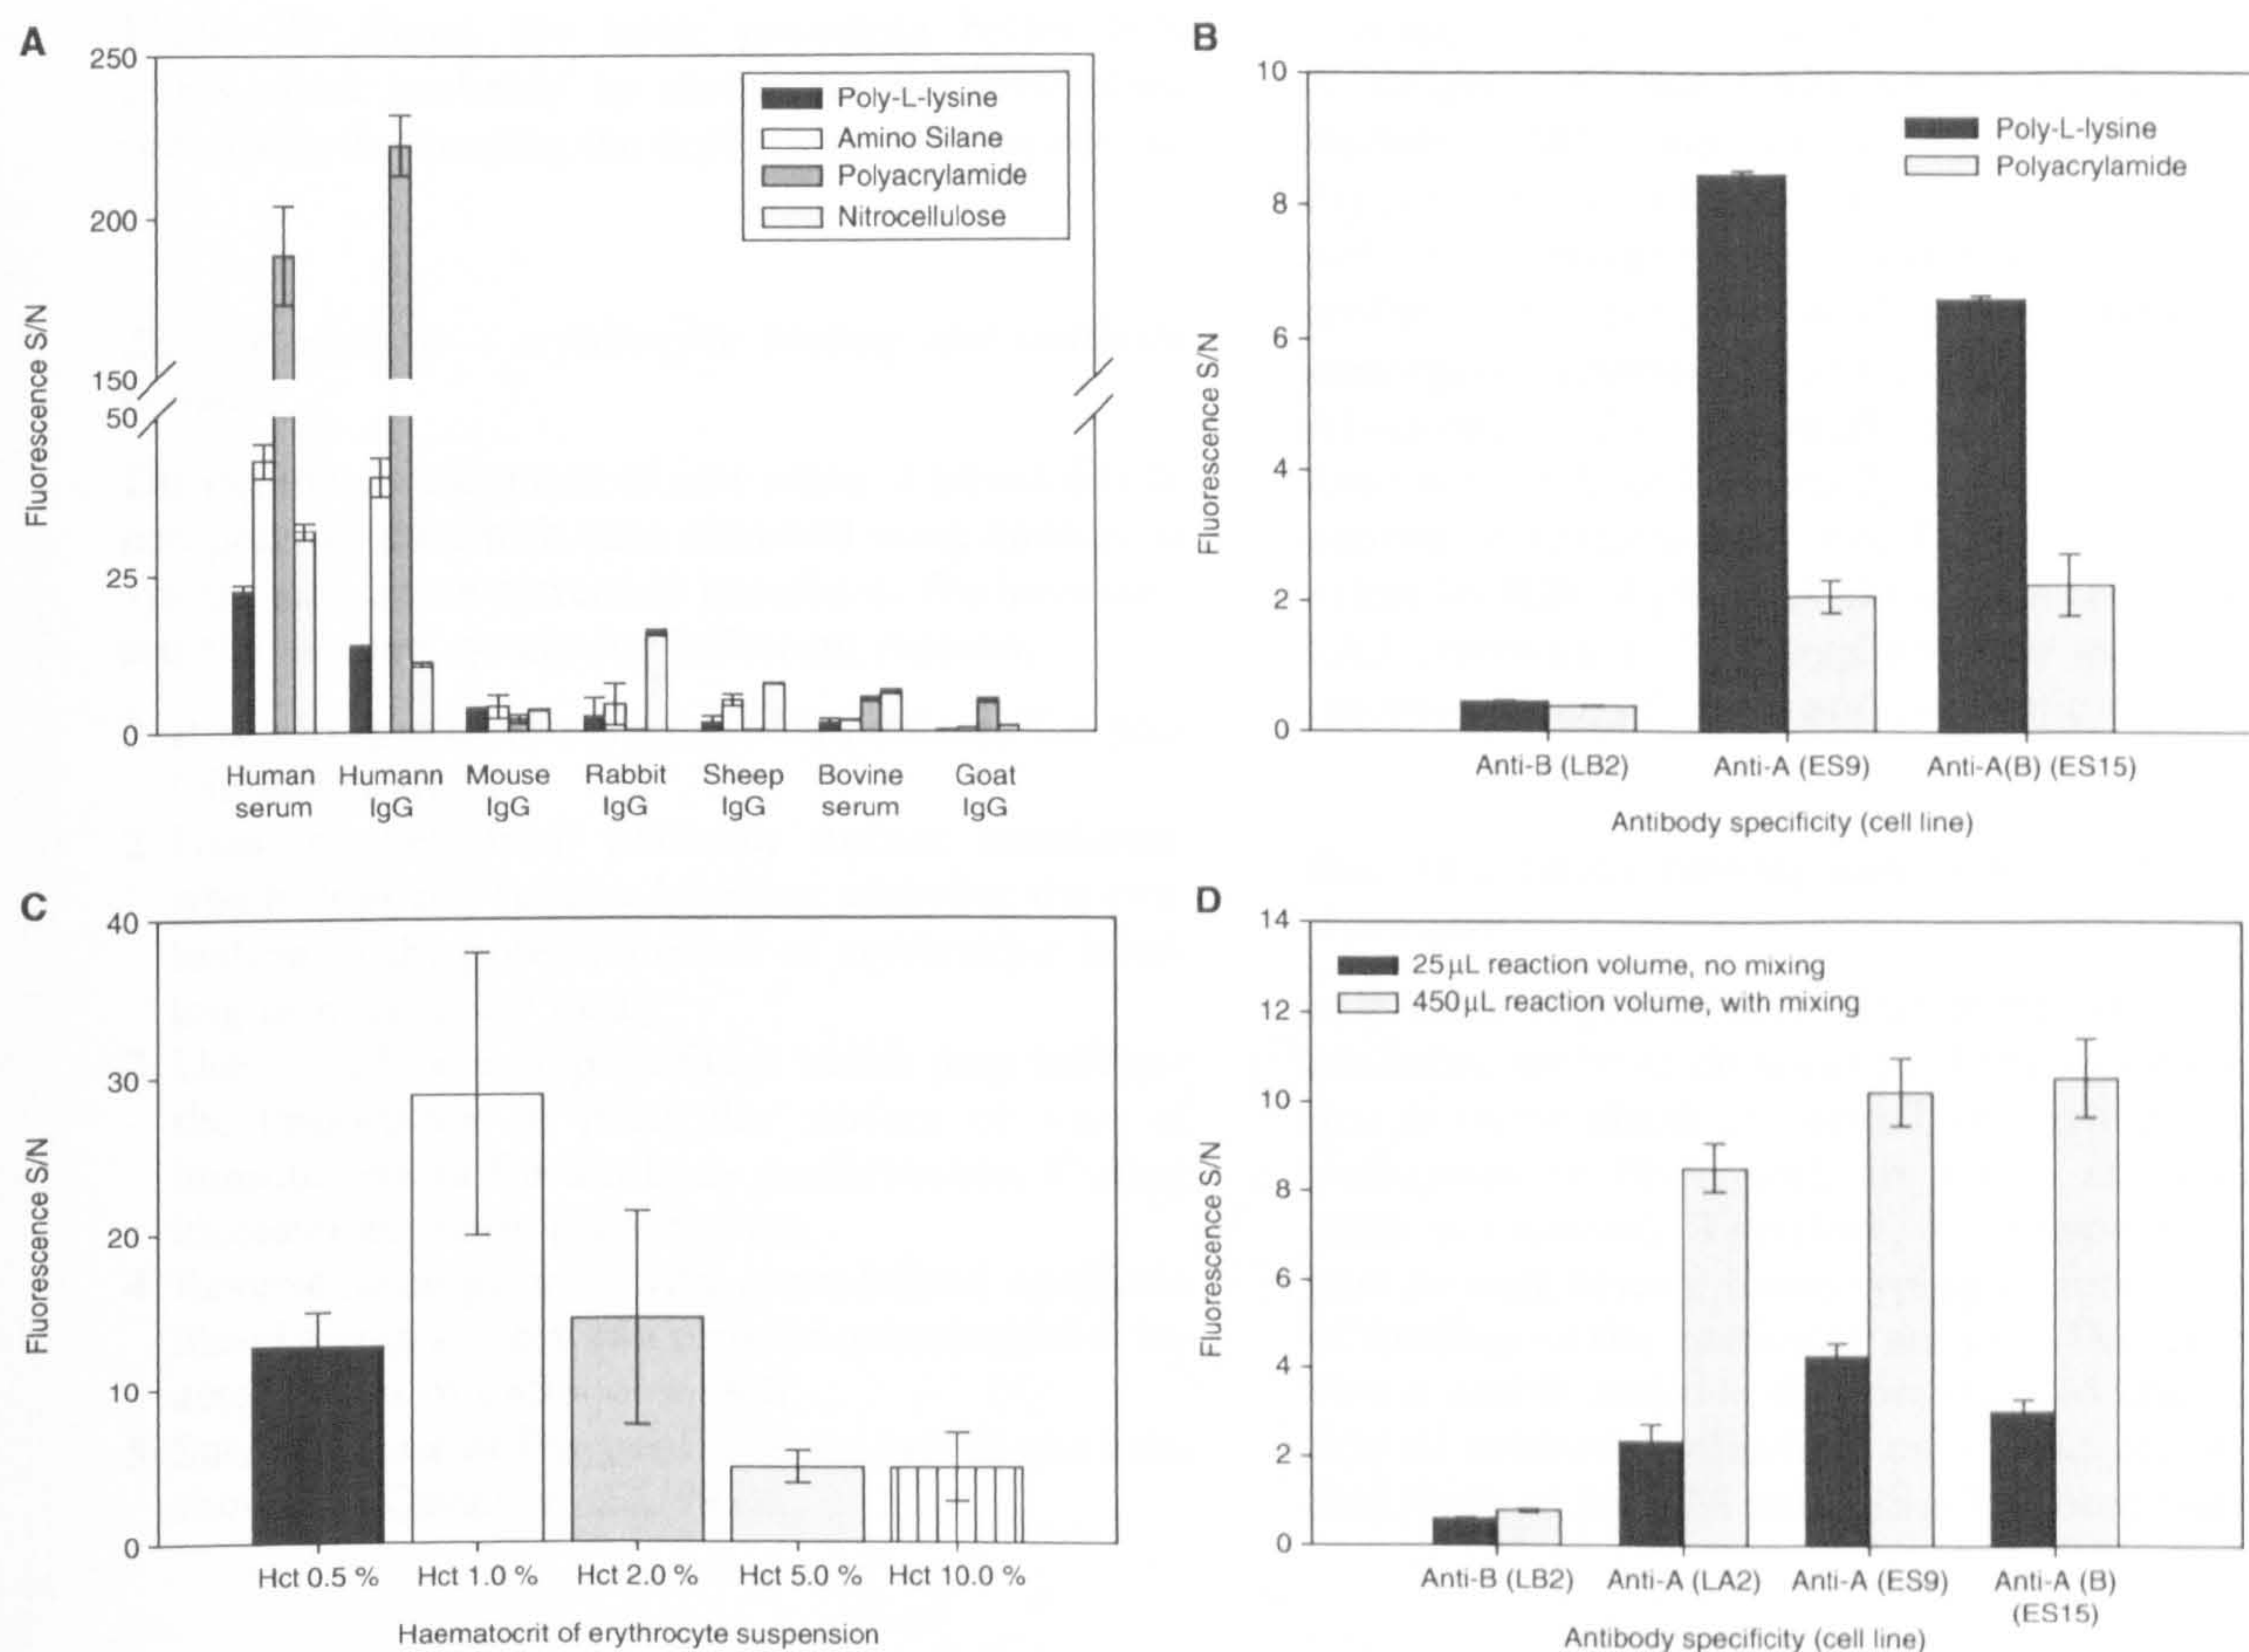 A
250
200
150
50
25
0
Fluorescence S/N
Poly-L-lysine
Amino Silane
Polyacrylamide
Nitrocellulose
Human serum
Humann IgG
Mouse IgG
Rabbit IgG
Sheep IgG
Bovine serum
Goat IgG
B
10
8
6
4
2
0
Fluorescence S/N
Poly-L-lysine
Polyacrylamide
Anti-B (LB2)
Anti-A (ES9)
Anti-A(B) (ES15)
Antibody specificity (cell line)
C
40
30
20
10
0
Fluorescence S/N
Hct 0.5 %
Hct 1.0 %
Hct 2.0 %
Hct 5.0 %
Hct 10.0 %
Haematocrit of erythrocyte suspension
D
14
12
10
8
6
4
2
0
Fluorescence S/N
25 µL reaction volume, no mixing
450 µL reaction volume, with mixing
Anti-B (LB2)
Anti-A (LA2)
Anti-A (ES9)
Anti-A (B)
(ES15)
Antibody specificity (cell line)